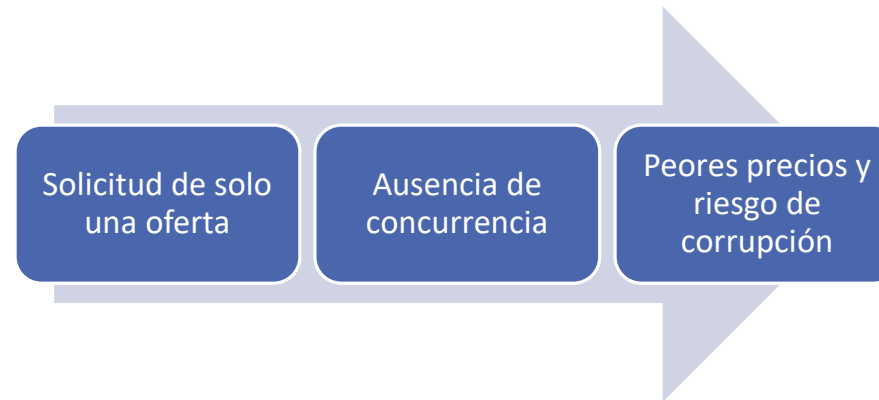 Solicitud de solo
una oferta
Ausencia de
concurrencia
Peores precios y
riesgo de
corrupción